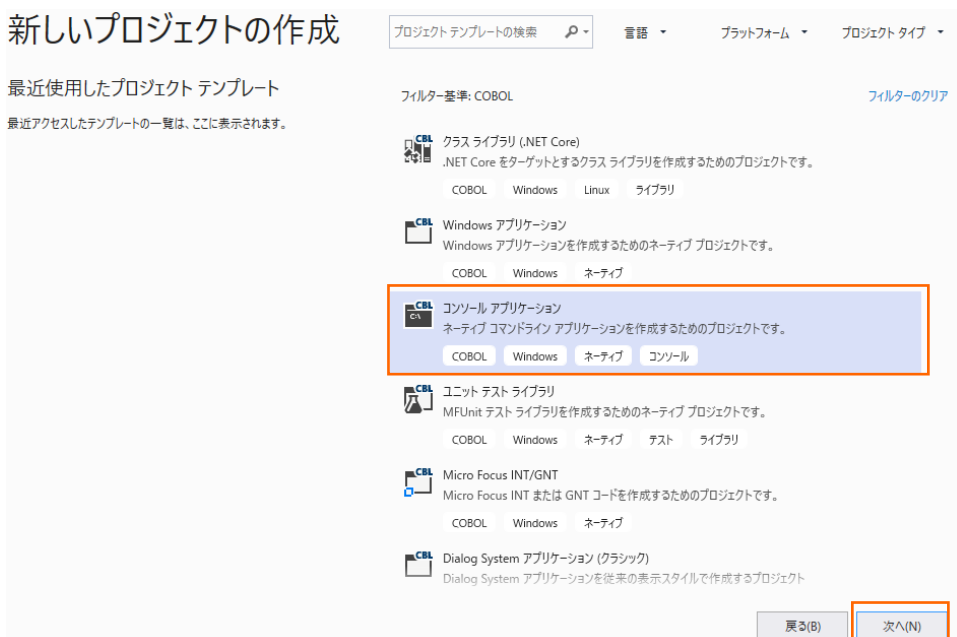 新しいプロジェクトの作成
プロジェクト テンプレートの検索
言語
プラットフォーム
プロジェクト タイプ
最近使用したプロジェクト テンプレート
最近アクセスしたテンプレートの一覧は、ここに表示されます。
フィルター基準: COBOL
フィルターのクリア
CBL
クラス ライブラリ (.NET Core)
.NET Core をターゲットとするクラス ライブラリを作成するためのプロジェクトです。
COBOL Windows Linux ライブラリ
CBL
Windows アプリケーション
Windows アプリケーションを作成するためのネーティブ プロジェクトです。
COBOL Windows ネーティブ
CBL
C:\
コンソール アプリケーション
ネーティブ コマンドライン アプリケーションを作成するためのプロジェクトです。
COBOL Windows ネーティブ コンソール
CBL
ユニット テスト ライブラリ
MFUnit テスト ライブラリを作成するためのネーティブ プロジェクトです。
COBOL Windows ネーティブ テスト ライブラリ
CBL
Micro Focus INT/GNT
Micro Focus INT または GNT コードを作成するためのプロジェクトです。
COBOL Windows ネーティブ
CBL
Dialog System アプリケーション (クラシック)
Dialog System アプリケーションを従来の表示スタイルで作成するプロジェクト
戻る(B)
次へ(N)